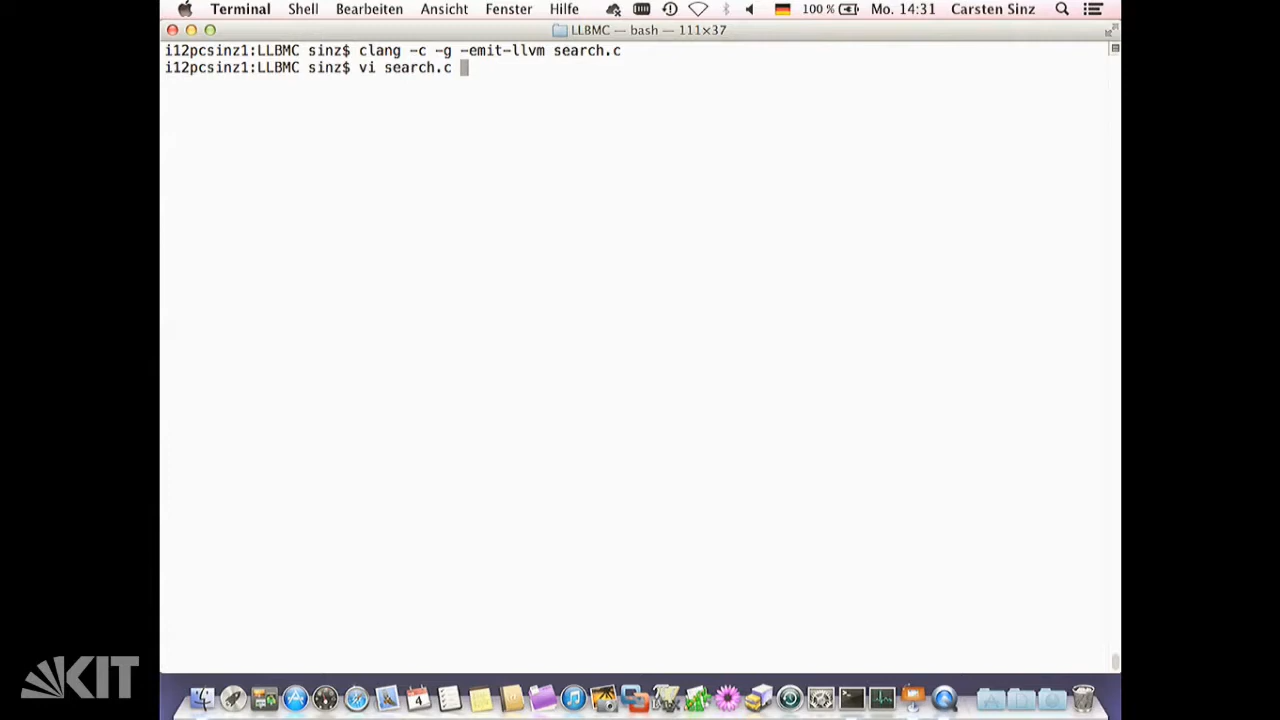 Terminal Shell Bearbeiten Ansicht Fenster Hilfe 100 % Mo. 14:31 Carsten Sinz
LLBMC — bash — 111×37
i12pcsinz1:LLBMC sinz$ clang -c -g -emit-llvm search.c
i12pcsinz1:LLBMC sinz$ vi search.c
KIT
4